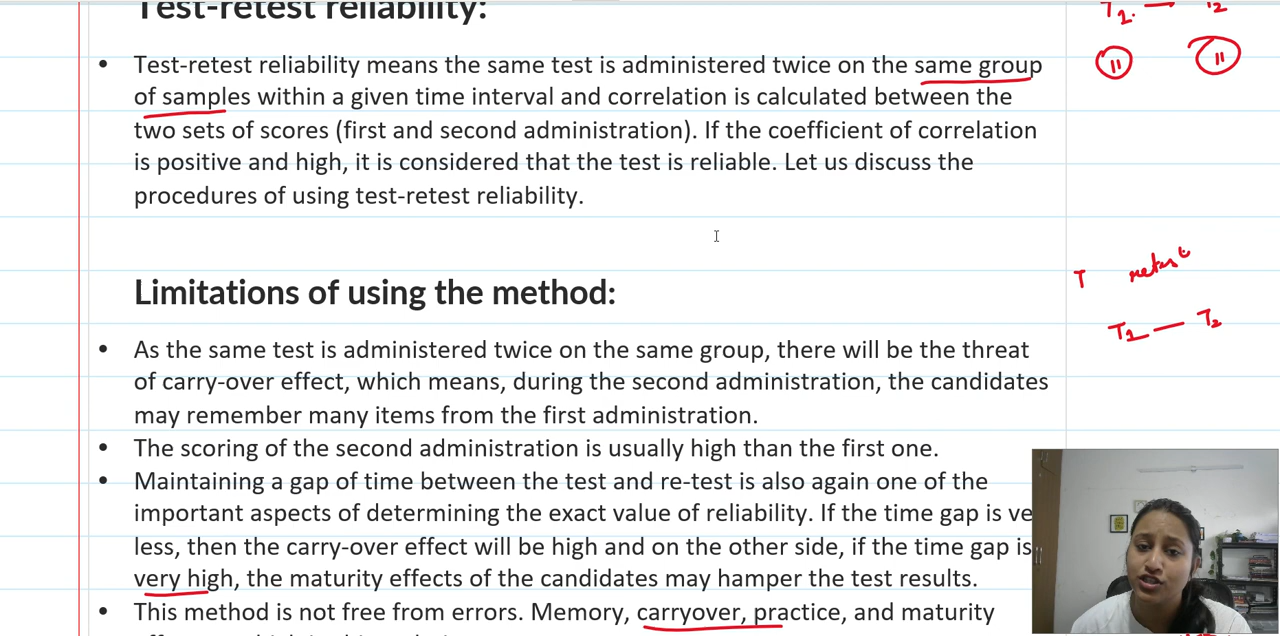 Test-retest reliability:
T2. — T2
• Test-retest reliability means the same test is administered twice on the same group
11 11
of samples within a given time interval and correlation is calculated between the
two sets of scores (first and second administration). If the coefficient of correlation
is positive and high, it is considered that the test is reliable. Let us discuss the
procedures of using test-retest reliability.
T retest
Limitations of using the method:
T2 — T2
• As the same test is administered twice on the same group, there will be the threat
of carry-over effect, which means, during the second administration, the candidates
may remember many items from the first administration.
• The scoring of the second administration is usually high than the first one.
• Maintaining a gap of time between the test and re-test is also again one of the
important aspects of determining the exact value of reliability. If the time gap is ve
less, then the carry-over effect will be high and on the other side, if the time gap is
very high, the maturity effects of the candidates may hamper the test results.
• This method is not free from errors. Memory, carryover, practice, and maturity